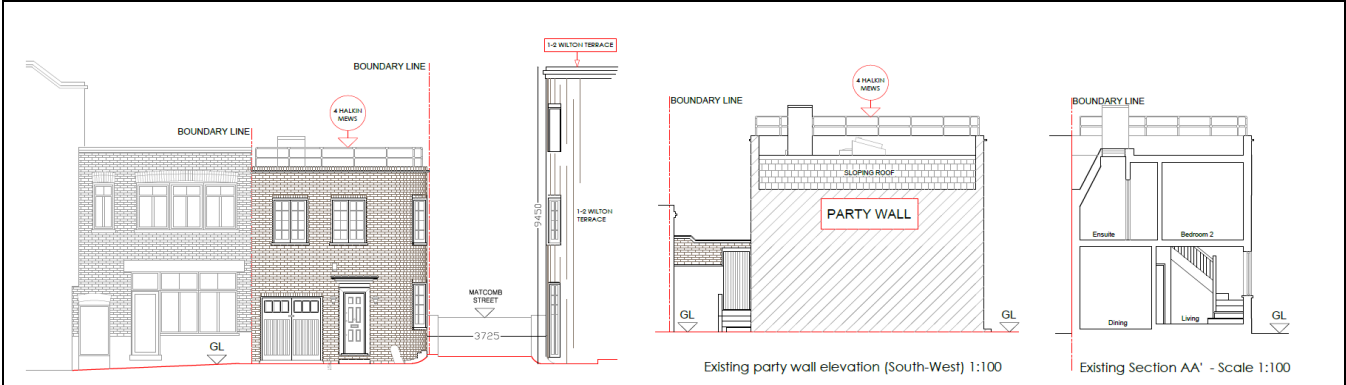 1-2 WILTON TERRACE
BOUNDARY LINE
4 HALKIN
MEWS
BOUNDARY LINE
9450
1-2 WILTON
TERRACE
MATCOMB
STREET
3725
GL
4 HALKIN
MEWS
BOUNDARY LINE
SLOPING ROOF
PARTY WALL
GL
GL
Existing party wall elevation (South-West) 1:100
BOUNDARY LINE
Ensuite
Bedroom 2
Dining
Living
GL
Existing Section AA' - Scale 1:100